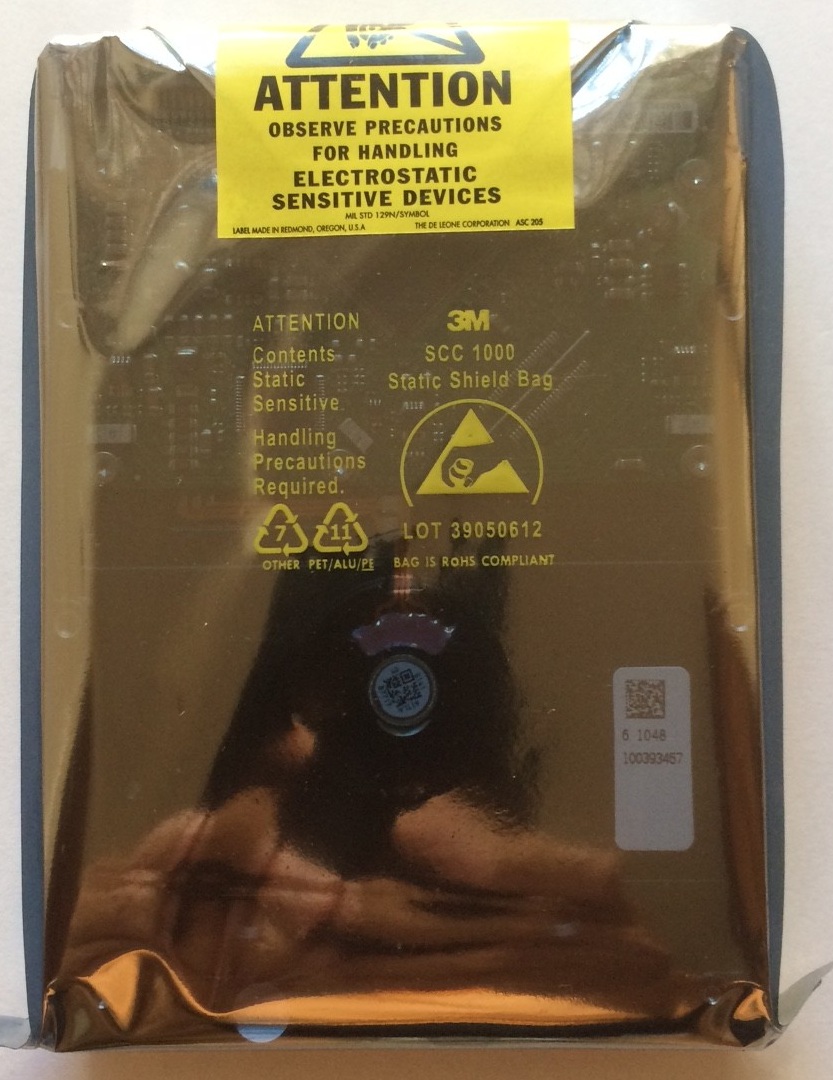 ATTENTION
OBSERVE PRECAUTIONS
FOR HANDLING
ELECTROSTATIC
SENSITIVE DEVICES
MIL STD 129N/SYMBOL
LABEL MADE IN REDMOND, OREGON, U.S.A THE DE LEONE CORPORATION ASC 205
ATTENTION
Contents
Static
Sensitive
Handling
Precautions
Required.
7 11
OTHER PET/ALU/PE
3M
SCC 1000
Static Shield Bag
LOT 39050612
BAG IS RoHS COMPLIANT
6 1048
100393457